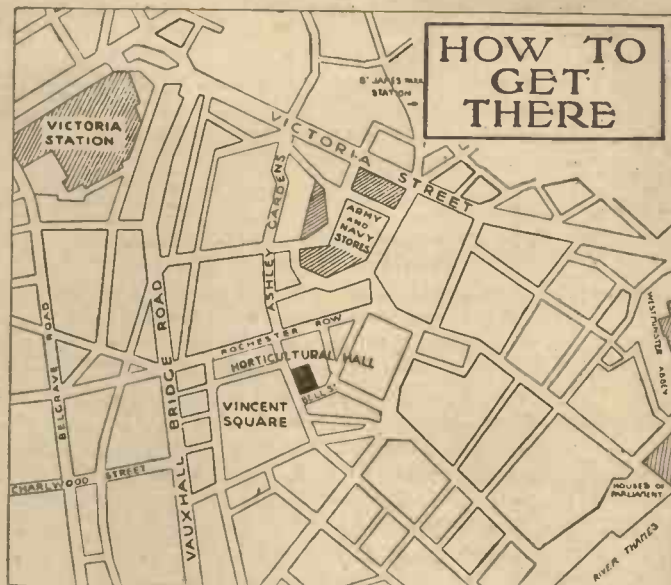 HOW TO
GET
THERE
ST JAMES PARK
STATION
VICTORIA
STATION
VICTORIA STREET
ASHLEY GARDENS
ARMY
AND
NAVY
STORES
WESTMINSTER ABBEY
BELGRAVE ROAD
VAUXHALL BRIDGE ROAD
ROCHESTER ROW
HORTICULTURAL HALL
BELL ST
VINCENT
SQUARE
CHARLWOOD STREET
HOUSES OF
PARLIAMENT
RIVER THAMES